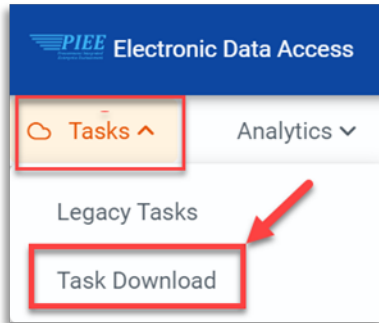 PIEE Electronic Data Access
Tasks Analytics
Legacy Tasks
Task Download